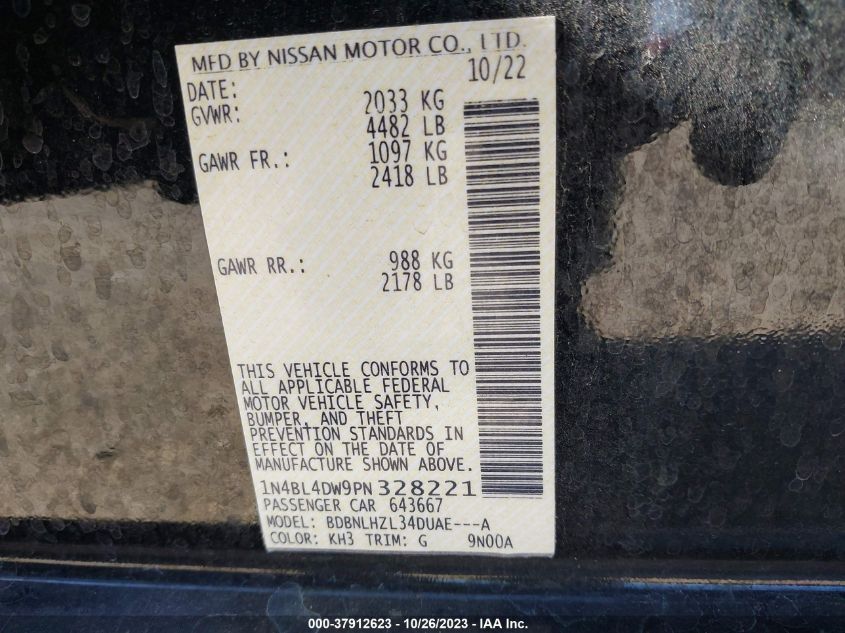 MFD BY NISSAN MOTOR CO., LTD.
DATE: 10/22
GVWR: 2033 KG
4482 LB
GAWR FR.: 1097 KG
2418 LB
GAWR RR.: 988 KG
2178 LB
THIS VEHICLE CONFORMS TO
ALL APPLICABLE FEDERAL
MOTOR VEHICLE SAFETY,
BUMPER, AND THEFT
PREVENTION STANDARDS IN
EFFECT ON THE DATE OF
MANUFACTURE SHOWN ABOVE.
1N4BL4DW9PN328221
PASSENGER CAR 643667
MODEL: BDBNLHZL34DUAE---A
COLOR: KH3 TRIM: G 9N00A
000-37912623 - 10/26/2023 - IAA Inc.